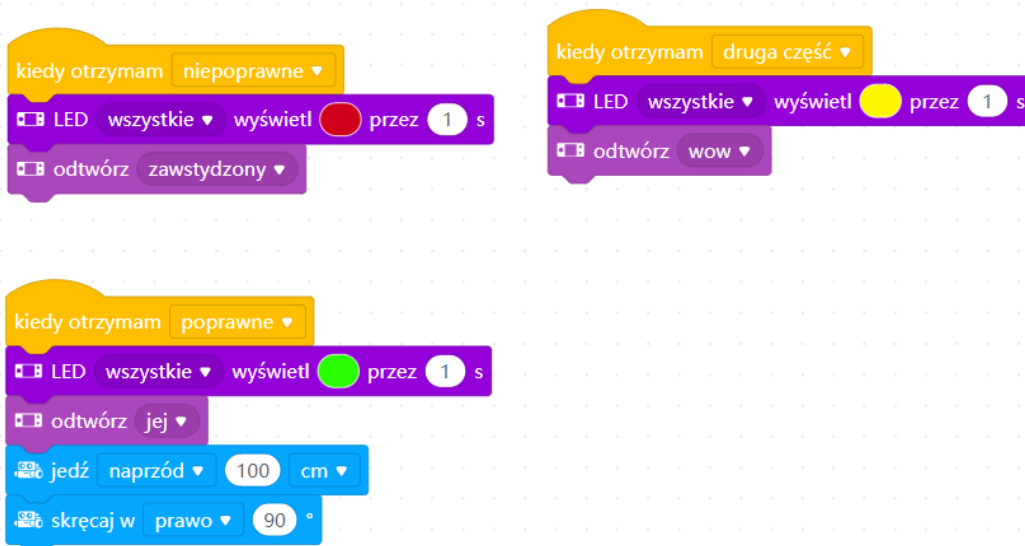 kiedy otrzymam niepoprawne
LED wszystkie wyświetl przez 1 s
odtwórz zawstydzony
kiedy otrzymam druga część
LED wszystkie wyświetl przez 1 s
odtwórz wow
kiedy otrzymam poprawne
LED wszystkie wyświetl przez 1 s
odtwórz jej
jedź naprzód 100 cm
skręcaj w prawo 90 °